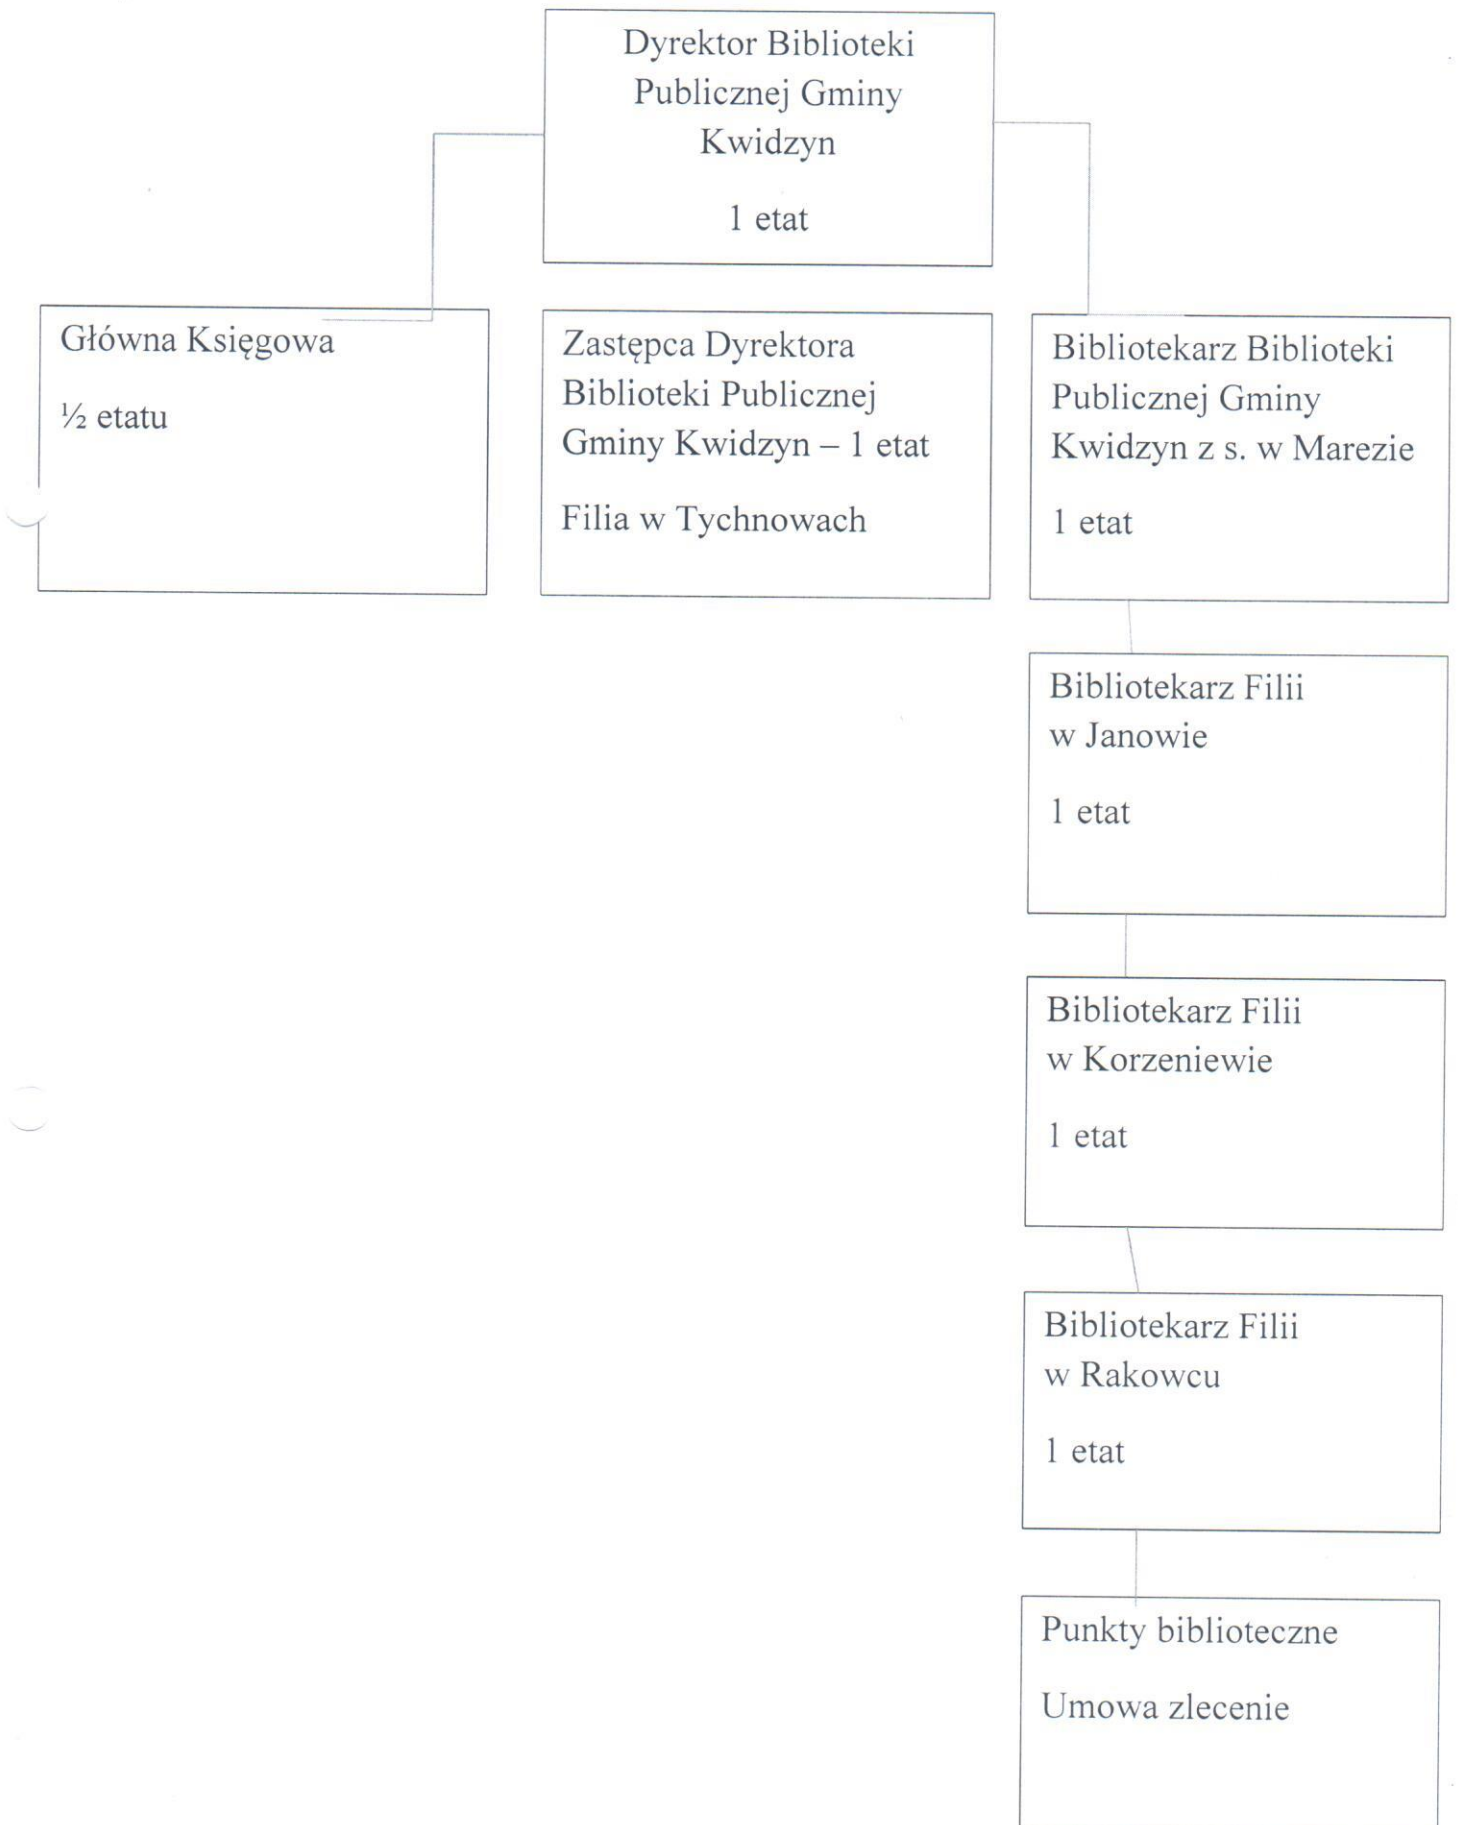 Dyrektor Biblioteki
Publicznej Gminy
Kwidzyn
1 etat
Główna Księgowa
½ etatu
Zastępca Dyrektora
Biblioteki Publicznej
Gminy Kwidzyn – 1 etat
Filia w Tychnowach
Bibliotekarz Biblioteki
Publicznej Gminy
Kwidzyn z s. w Marezie
1 etat
Bibliotekarz Filii
w Janowie
1 etat
Bibliotekarz Filii
w Korzeniewie
1 etat
Bibliotekarz Filii
w Rakowcu
1 etat
Punkty biblioteczne
Umowa zlecenie